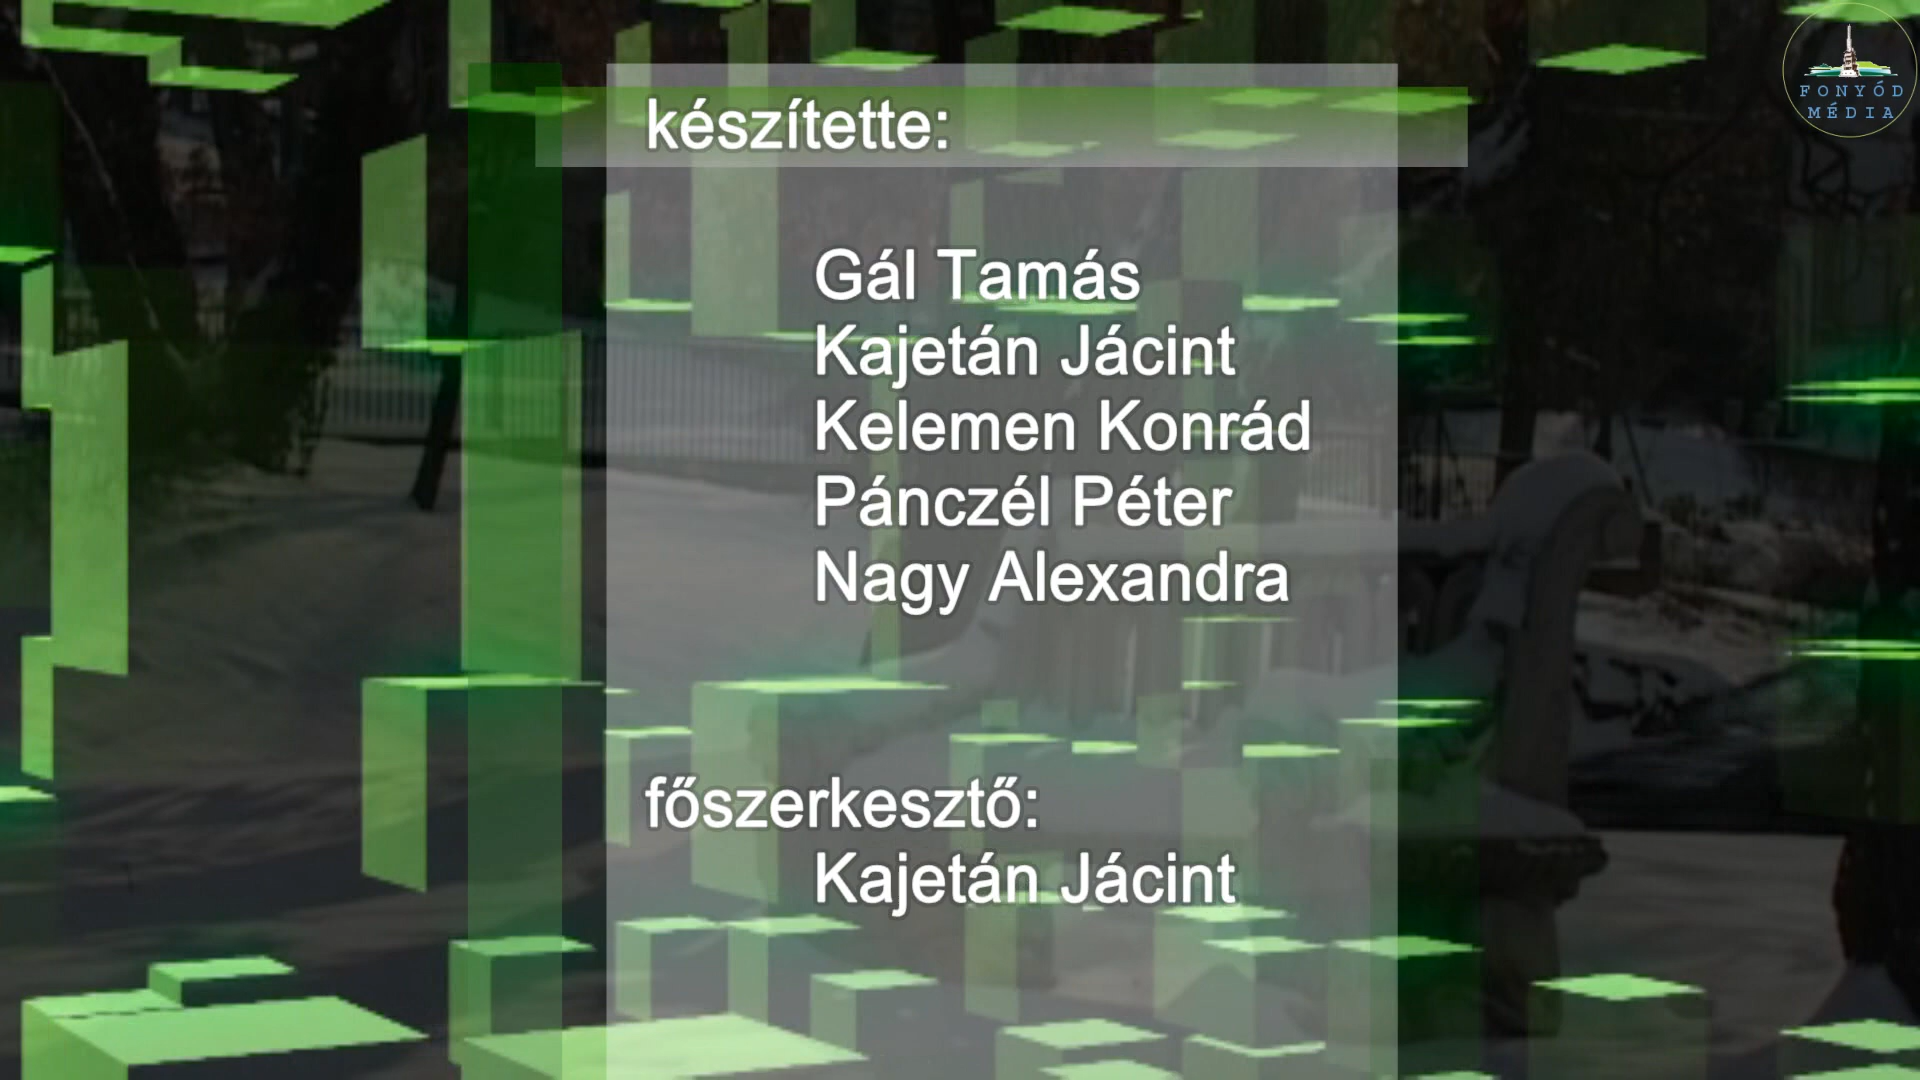 FONYÓD
MÉDIA
készítette:
Gál Tamás
Kajetán Jácint
Kelemen Konrád
Pánczél Péter
Nagy Alexandra
főszerkesztő:
Kajetán Jácint